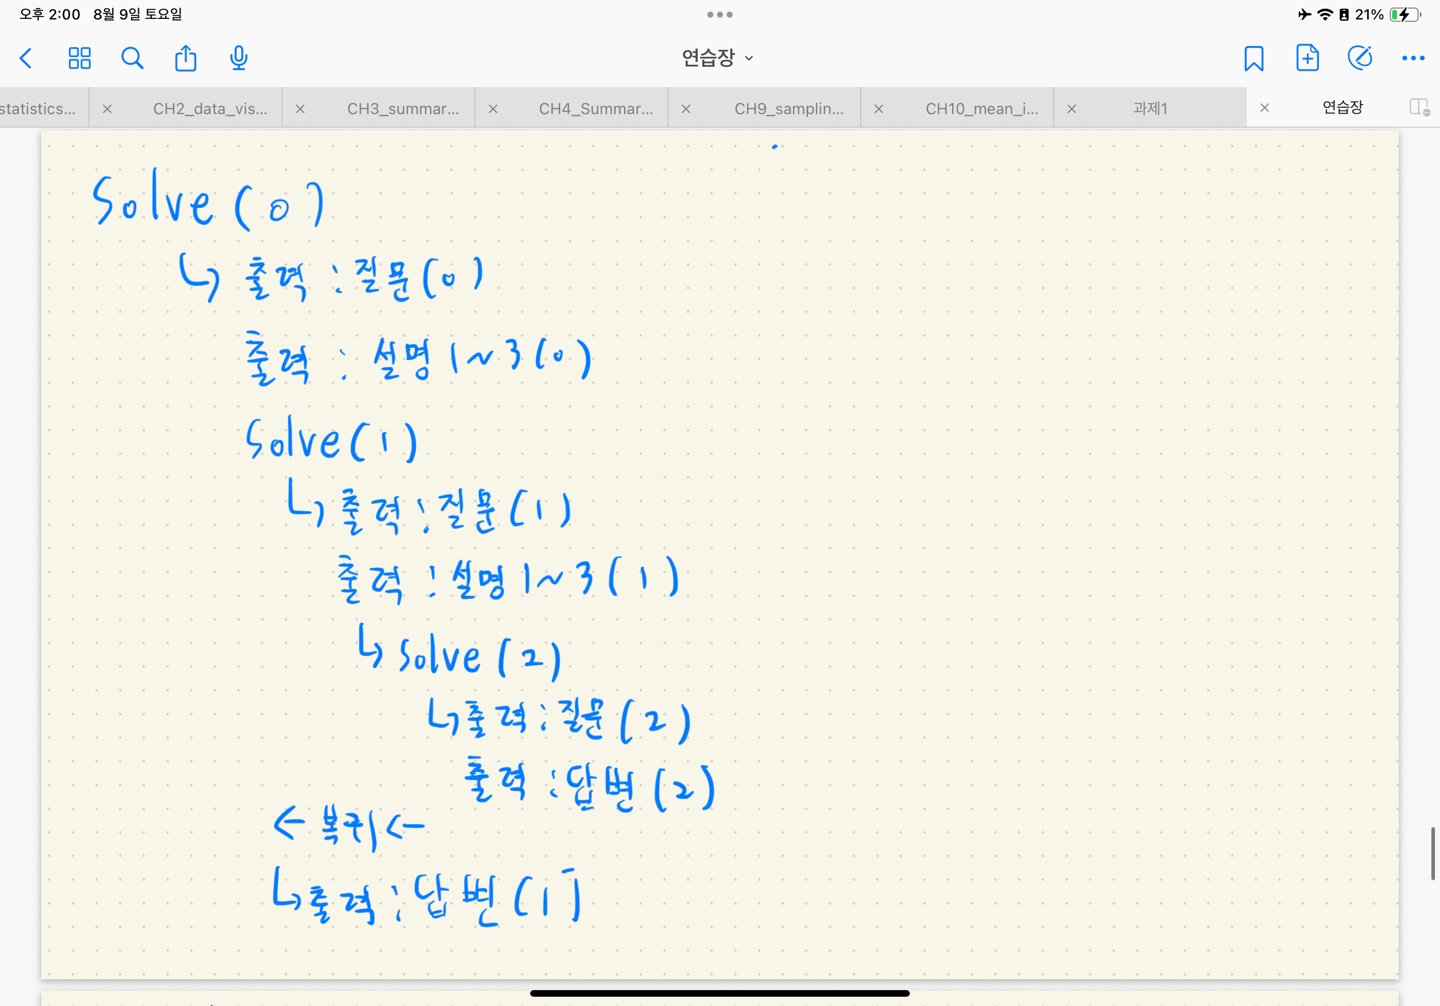 오후 2:00 8월 9일 토요일
21%
연습장
statistics...
CH2_data_vis...
CH3_summar...
CH4_Summar...
CH9_samplin...
CH10_mean_i...
과제1
연습장
Solve(0)
↳ 출력 : 질문(0)
출력 : 설명 1~3(0)
Solve(1)
↳ 출력 : 질문(1)
출력 : 설명 1~3(1)
↳ Solve(2)
↳ 출력 : 질문(2)
출력 : 답변(2)
← 복귀 ←
↳ 출력 : 답변(1)